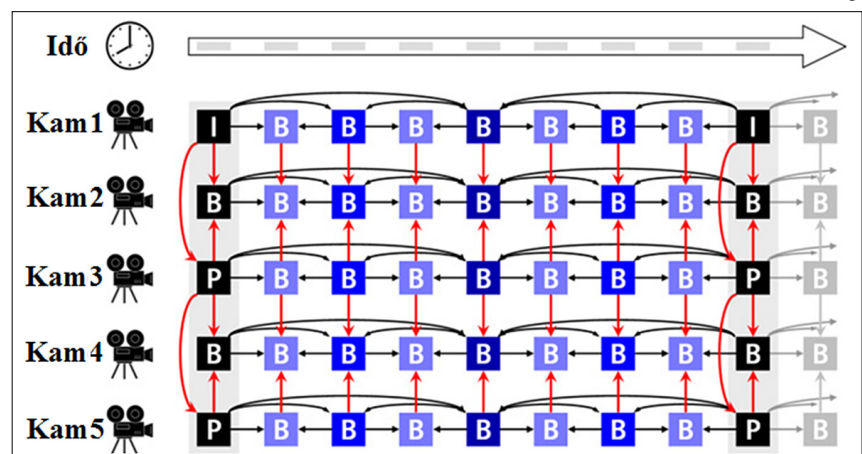 Idő
Kam1 I B B B B B B B I B
Kam2 B B B B B B B B B B
Kam3 P B B B B B B B P B
Kam4 B B B B B B B B B B
Kam5 P B B B B B B B P B